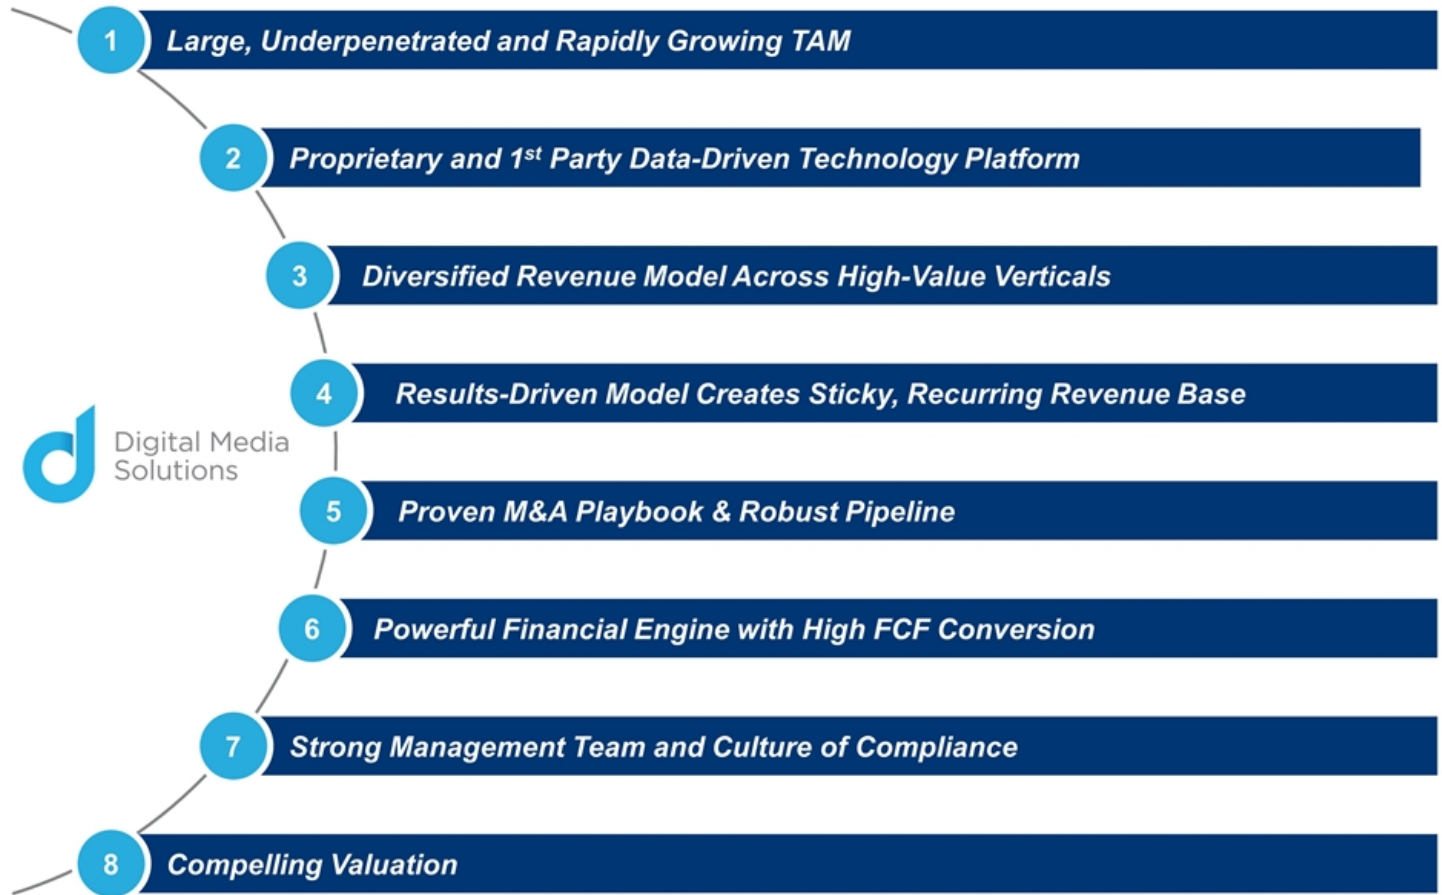 1 Large, Underpenetrated and Rapidly Growing TAM
2 Proprietary and 1st Party Data-Driven Technology Platform
3 Diversified Revenue Model Across High-Value Verticals
4 Results-Driven Model Creates Sticky, Recurring Revenue Base
Digital Media
Solutions
5 Proven M&A Playbook & Robust Pipeline
6 Powerful Financial Engine with High FCF Conversion
7 Strong Management Team and Culture of Compliance
8 Compelling Valuation